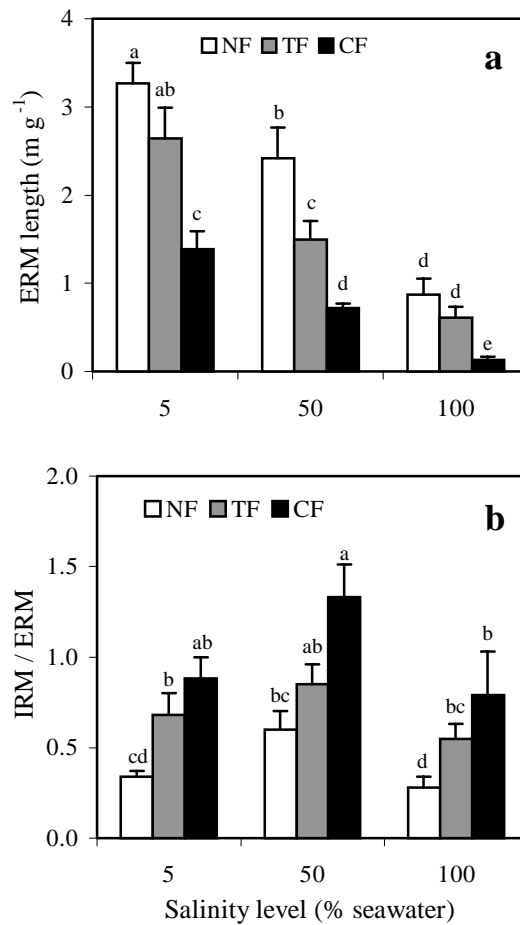 4
NF TF CF
a
a
ab
3
b
2
c
c
1
d
d
d
e
0
5 50 100
ERM length (m g⁻¹)
2.0
NF TF CF
b
a
1.5
ab
ab
b
b
1.0
bc
bc
cd
d
0.5
0.0
5 50 100
IRM / ERM
Salinity level (% seawater)